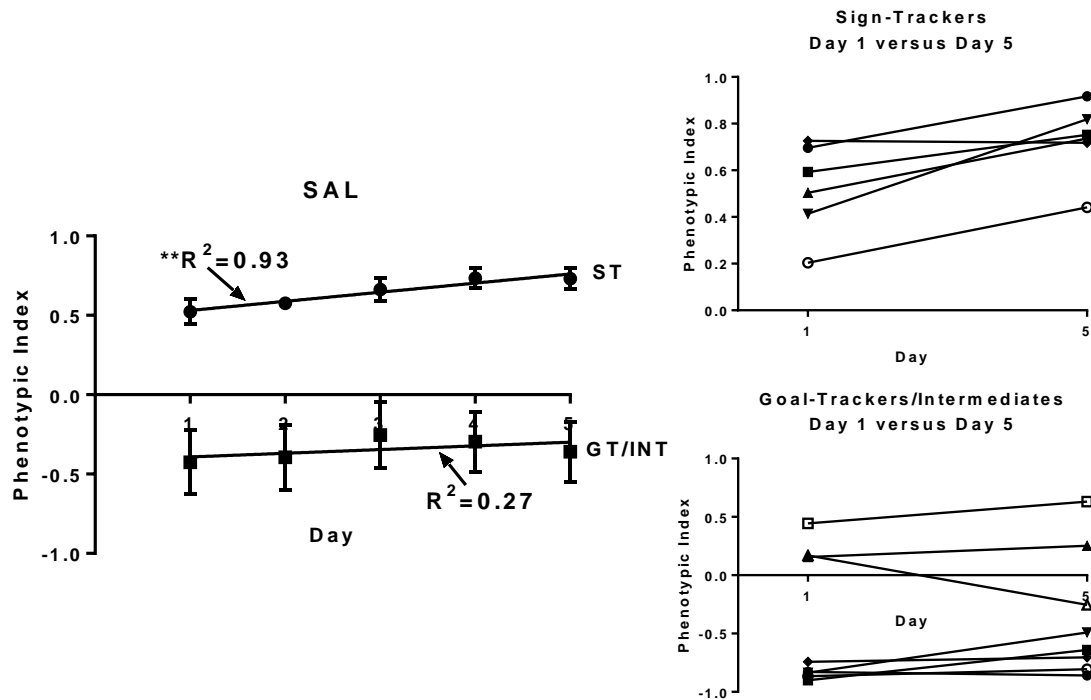 SAL
Phenotypic Index
1.0
0.5
0.0
-0.5
-1.0
**R²=0.93
ST
1 2 3 4 5
GT/INT
R²=0.27
Day
Sign-Trackers
Day 1 versus Day 5
Phenotypic Index
1.0
0.8
0.6
0.4
0.2
0.0
1 5
Day
Goal-Trackers/Intermediates
Day 1 versus Day 5
Phenotypic Index
1.0
0.5
0.0
-0.5
-1.0
1 5
Day